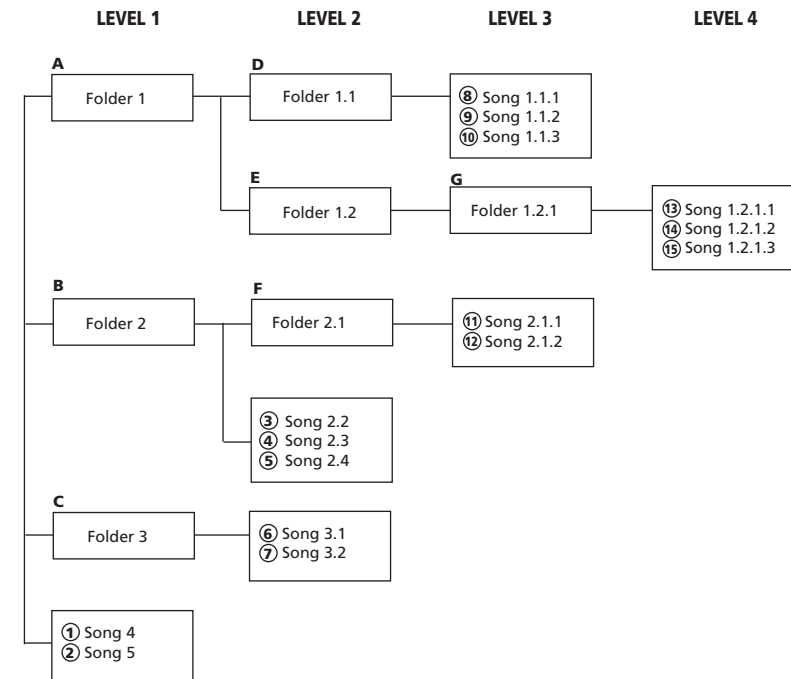 LEVEL 1 LEVEL 2 LEVEL 3 LEVEL 4
A
Folder 1
D
Folder 1.1
⑧ Song 1.1.1
⑨ Song 1.1.2
⑩ Song 1.1.3
E
Folder 1.2
G
Folder 1.2.1
⑬ Song 1.2.1.1
⑭ Song 1.2.1.2
⑮ Song 1.2.1.3
B
Folder 2
F
Folder 2.1
⑪ Song 2.1.1
⑫ Song 2.1.2
③ Song 2.2
④ Song 2.3
⑤ Song 2.4
C
Folder 3
⑥ Song 3.1
⑦ Song 3.2
① Song 4
② Song 5